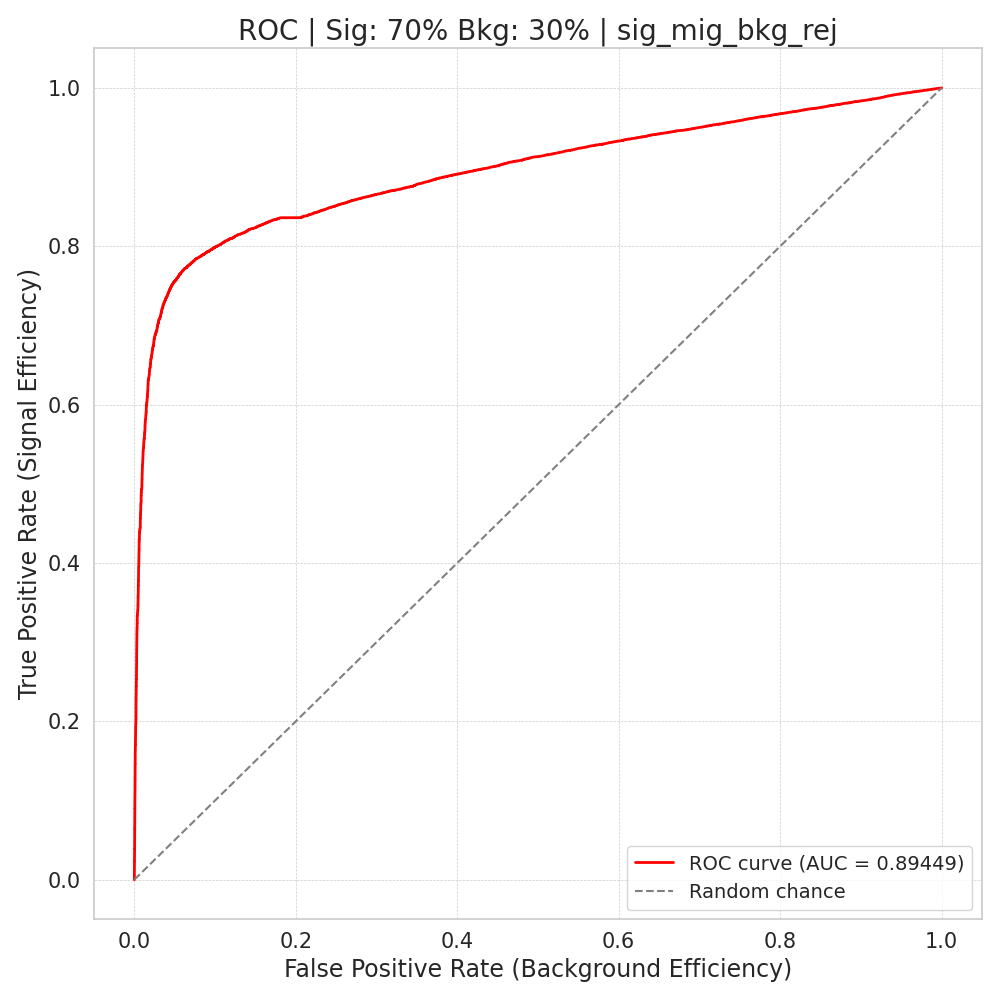 ROC | Sig: 70% Bkg: 30% | sig_mig_bkg_rej
True Positive Rate (Signal Efficiency)
1.0
0.8
0.6
0.4
0.2
0.0
ROC curve (AUC = 0.89449)
Random chance
0.0 0.2 0.4 0.6 0.8 1.0
False Positive Rate (Background Efficiency)